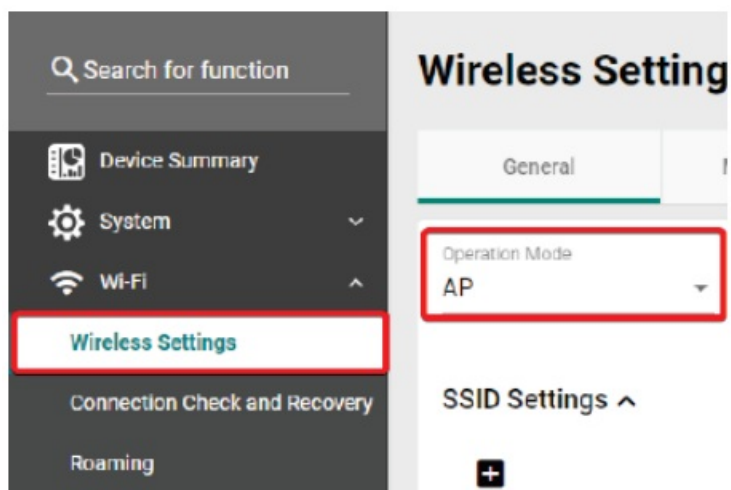 Search for function
Device Summary
System
Wi-Fi
Wireless Settings
Connection Check and Recovery
Roaming
Wireless Setting
General
Operation Mode
AP
SSID Settings